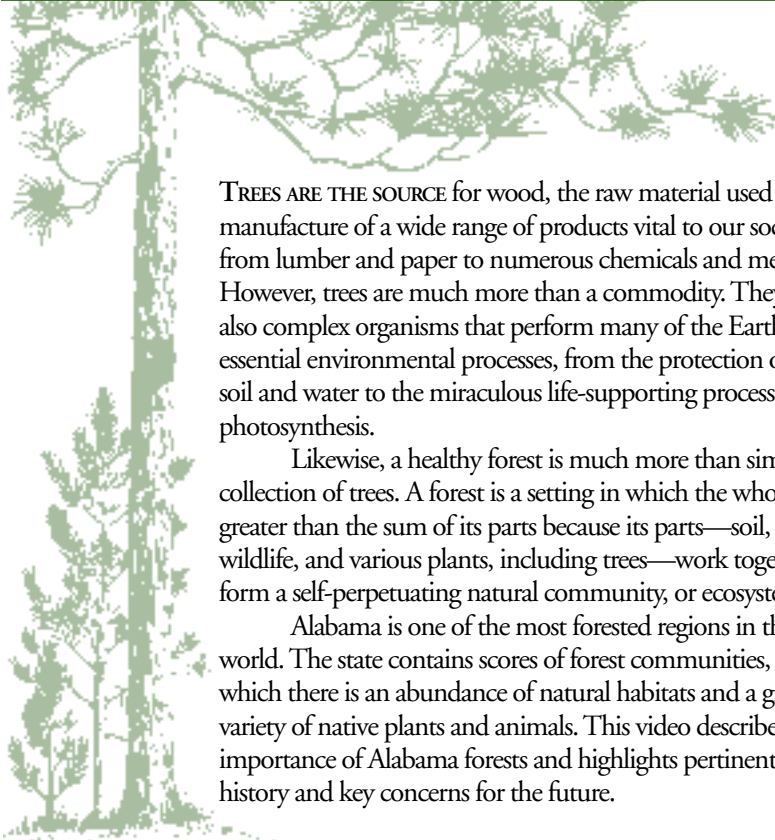 TREES ARE THE SOURCE for wood, the raw material used
manufacture of a wide range of products vital to our soc
from lumber and paper to numerous chemicals and me
However, trees are much more than a commodity. They
also complex organisms that perform many of the Earth
essential environmental processes, from the protection o
soil and water to the miraculous life-supporting process
photosynthesis.
Likewise, a healthy forest is much more than sim
collection of trees. A forest is a setting in which the who
greater than the sum of its parts because its parts—soil,
wildlife, and various plants, including trees—work toge
form a self-perpetuating natural community, or ecosyste
Alabama is one of the most forested regions in th
world. The state contains scores of forest communities,
which there is an abundance of natural habitats and a g
variety of native plants and animals. This video describe
importance of Alabama forests and highlights pertinent
history and key concerns for the future.